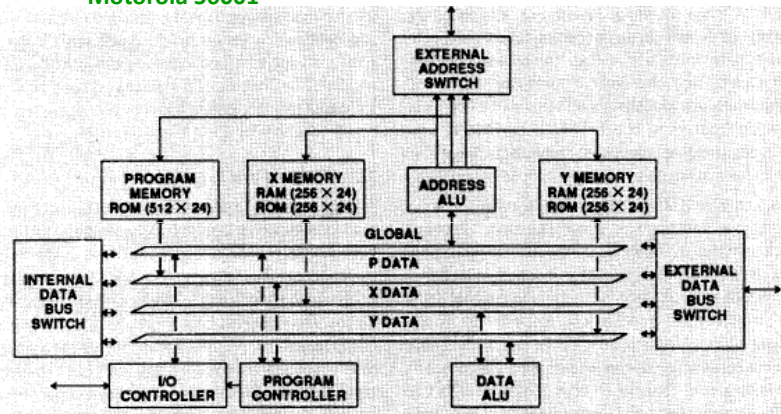 Motorola 56001
EXTERNAL
ADDRESS
SWITCH
PROGRAM
MEMORY
ROM (512 × 24)
X MEMORY
RAM (256 × 24)
ROM (256 × 24)
ADDRESS
ALU
Y MEMORY
RAM (256 × 24)
ROM (256 × 24)
GLOBAL
P DATA
X DATA
Y DATA
INTERNAL
DATA
BUS
SWITCH
EXTERNAL
DATA
BUS
SWITCH
I/O
CONTROLLER
PROGRAM
CONTROLLER
DATA
ALU